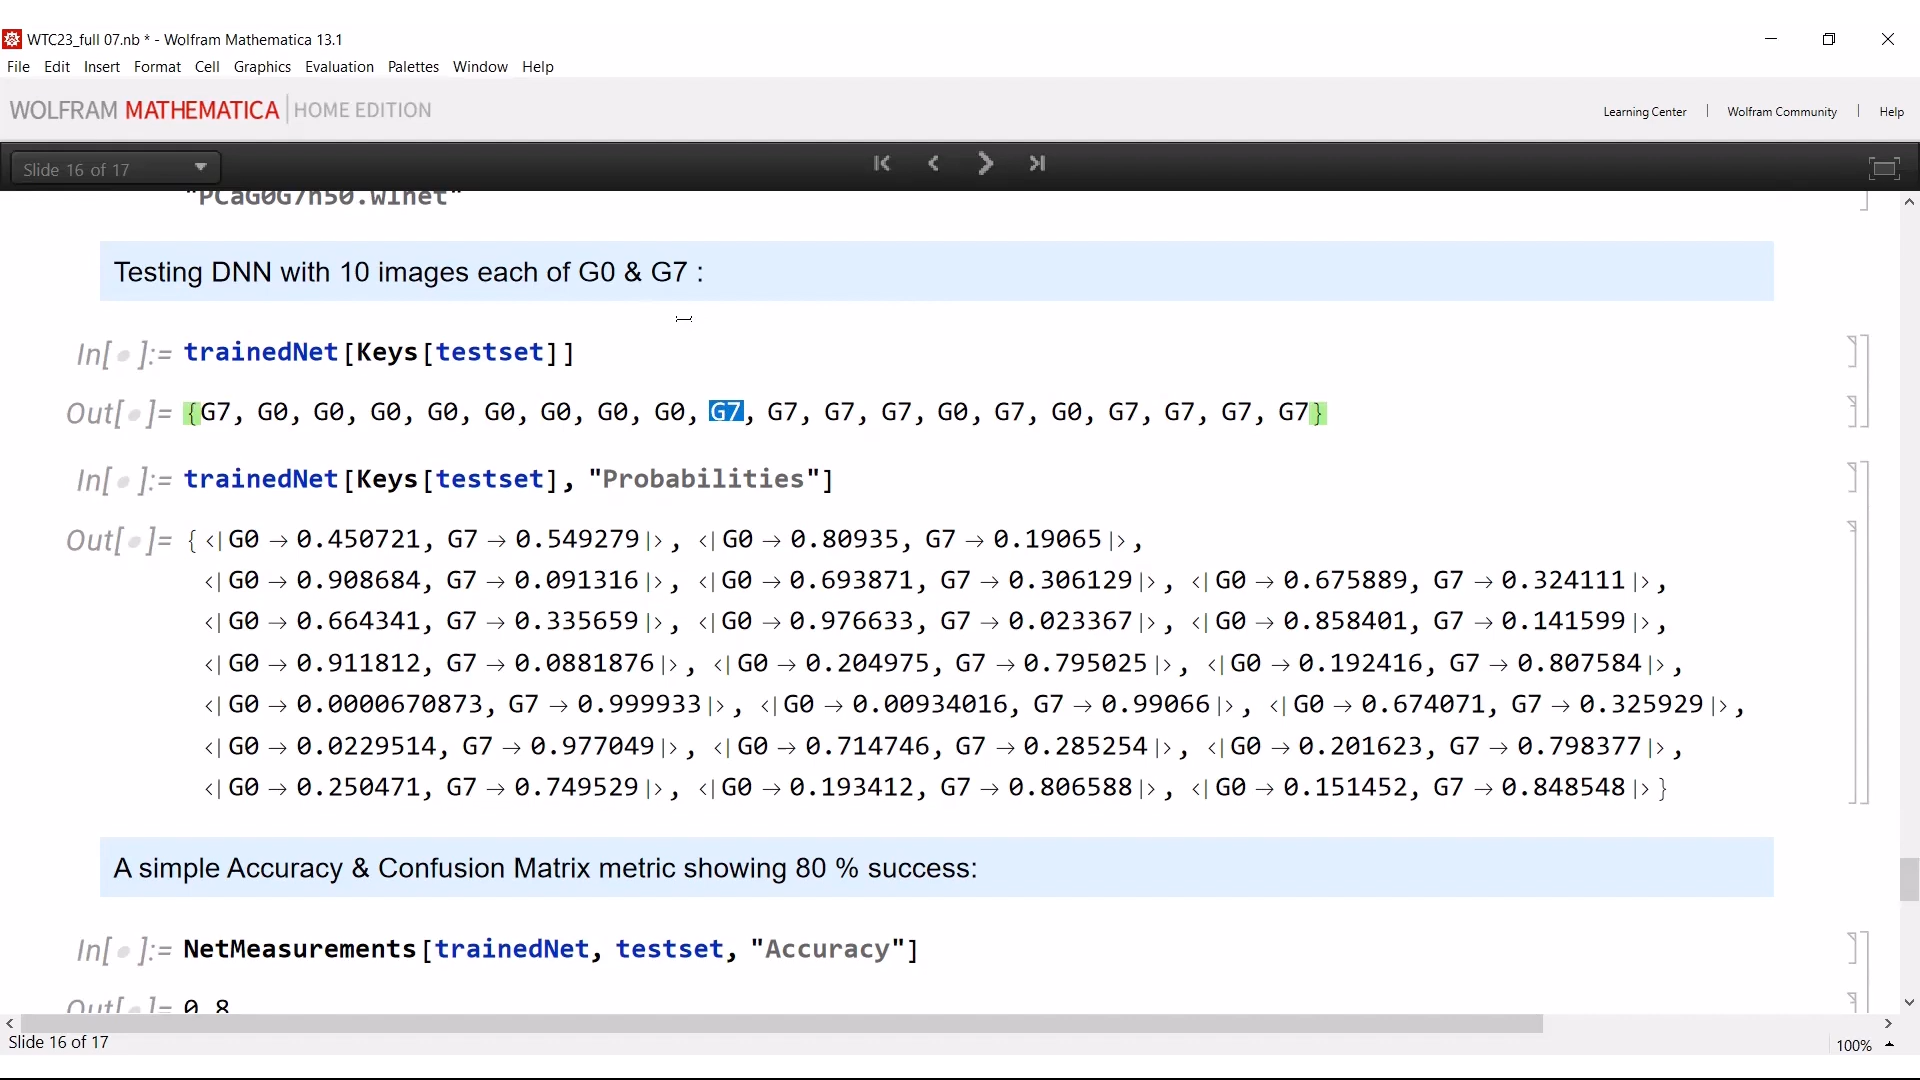 WTC23_full 07.nb * - Wolfram Mathematica 13.1
File Edit Insert Format Cell Graphics Evaluation Palettes Window Help
WOLFRAM MATHEMATICA | HOME EDITION
Learning Center | Wolfram Community | Help
Slide 16 of 17
"PCaG0G7n50.wlnet"
Testing DNN with 10 images each of G0 & G7 :
In[ • ]:= trainedNet[Keys[testset]]
Out[ • ]= {G7, G0, G0, G0, G0, G0, G0, G0, G0, G7, G7, G7, G7, G0, G7, G0, G7, G7, G7, G7}
In[ • ]:= trainedNet[Keys[testset], "Probabilities"]
Out[ • ]= {<|G0 → 0.450721, G7 → 0.549279|>, <|G0 → 0.80935, G7 → 0.19065|>,
<|G0 → 0.908684, G7 → 0.091316|>, <|G0 → 0.693871, G7 → 0.306129|>, <|G0 → 0.675889, G7 → 0.324111|>,
<|G0 → 0.664341, G7 → 0.335659|>, <|G0 → 0.976633, G7 → 0.023367|>, <|G0 → 0.858401, G7 → 0.141599|>,
<|G0 → 0.911812, G7 → 0.0881876|>, <|G0 → 0.204975, G7 → 0.795025|>, <|G0 → 0.192416, G7 → 0.807584|>,
<|G0 → 0.0000670873, G7 → 0.999933|>, <|G0 → 0.00934016, G7 → 0.99066|>, <|G0 → 0.674071, G7 → 0.325929|>,
<|G0 → 0.0229514, G7 → 0.977049|>, <|G0 → 0.714746, G7 → 0.285254|>, <|G0 → 0.201623, G7 → 0.798377|>,
<|G0 → 0.250471, G7 → 0.749529|>, <|G0 → 0.193412, G7 → 0.806588|>, <|G0 → 0.151452, G7 → 0.848548|>}
A simple Accuracy & Confusion Matrix metric showing 80 % success:
In[ • ]:= NetMeasurements[trainedNet, testset, "Accuracy"]
Out[ • ]= 0.8
Slide 16 of 17
100%